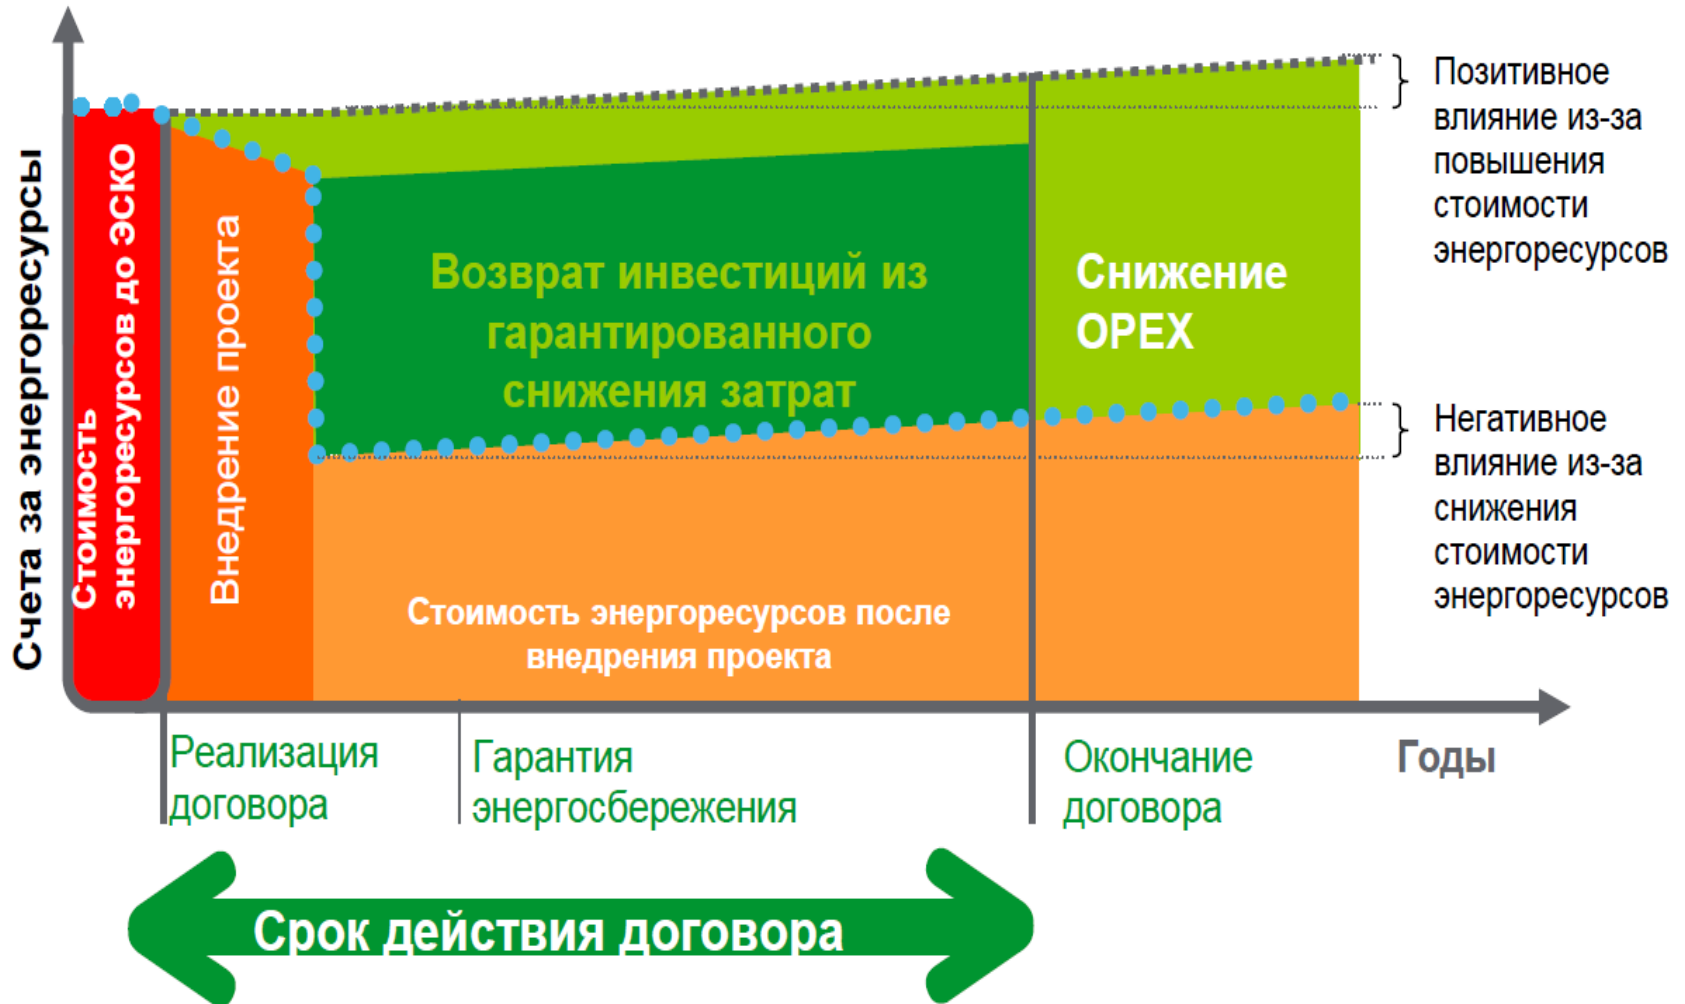 Счета за энергоресурсы
Стоимость
энергоресурсов до ЭСКО
Внедрение проекта
Возврат инвестиций из
гарантированного
снижения затрат
Снижение
OPEX
Стоимость энергоресурсов после
внедрения проекта
Позитивное
влияние из-за
повышения
стоимости
энергоресурсов
Негативное
влияние из-за
снижения
стоимости
энергоресурсов
Реализация
договора
Гарантия
энергосбережения
Окончание
договора
Годы
Срок действия договора